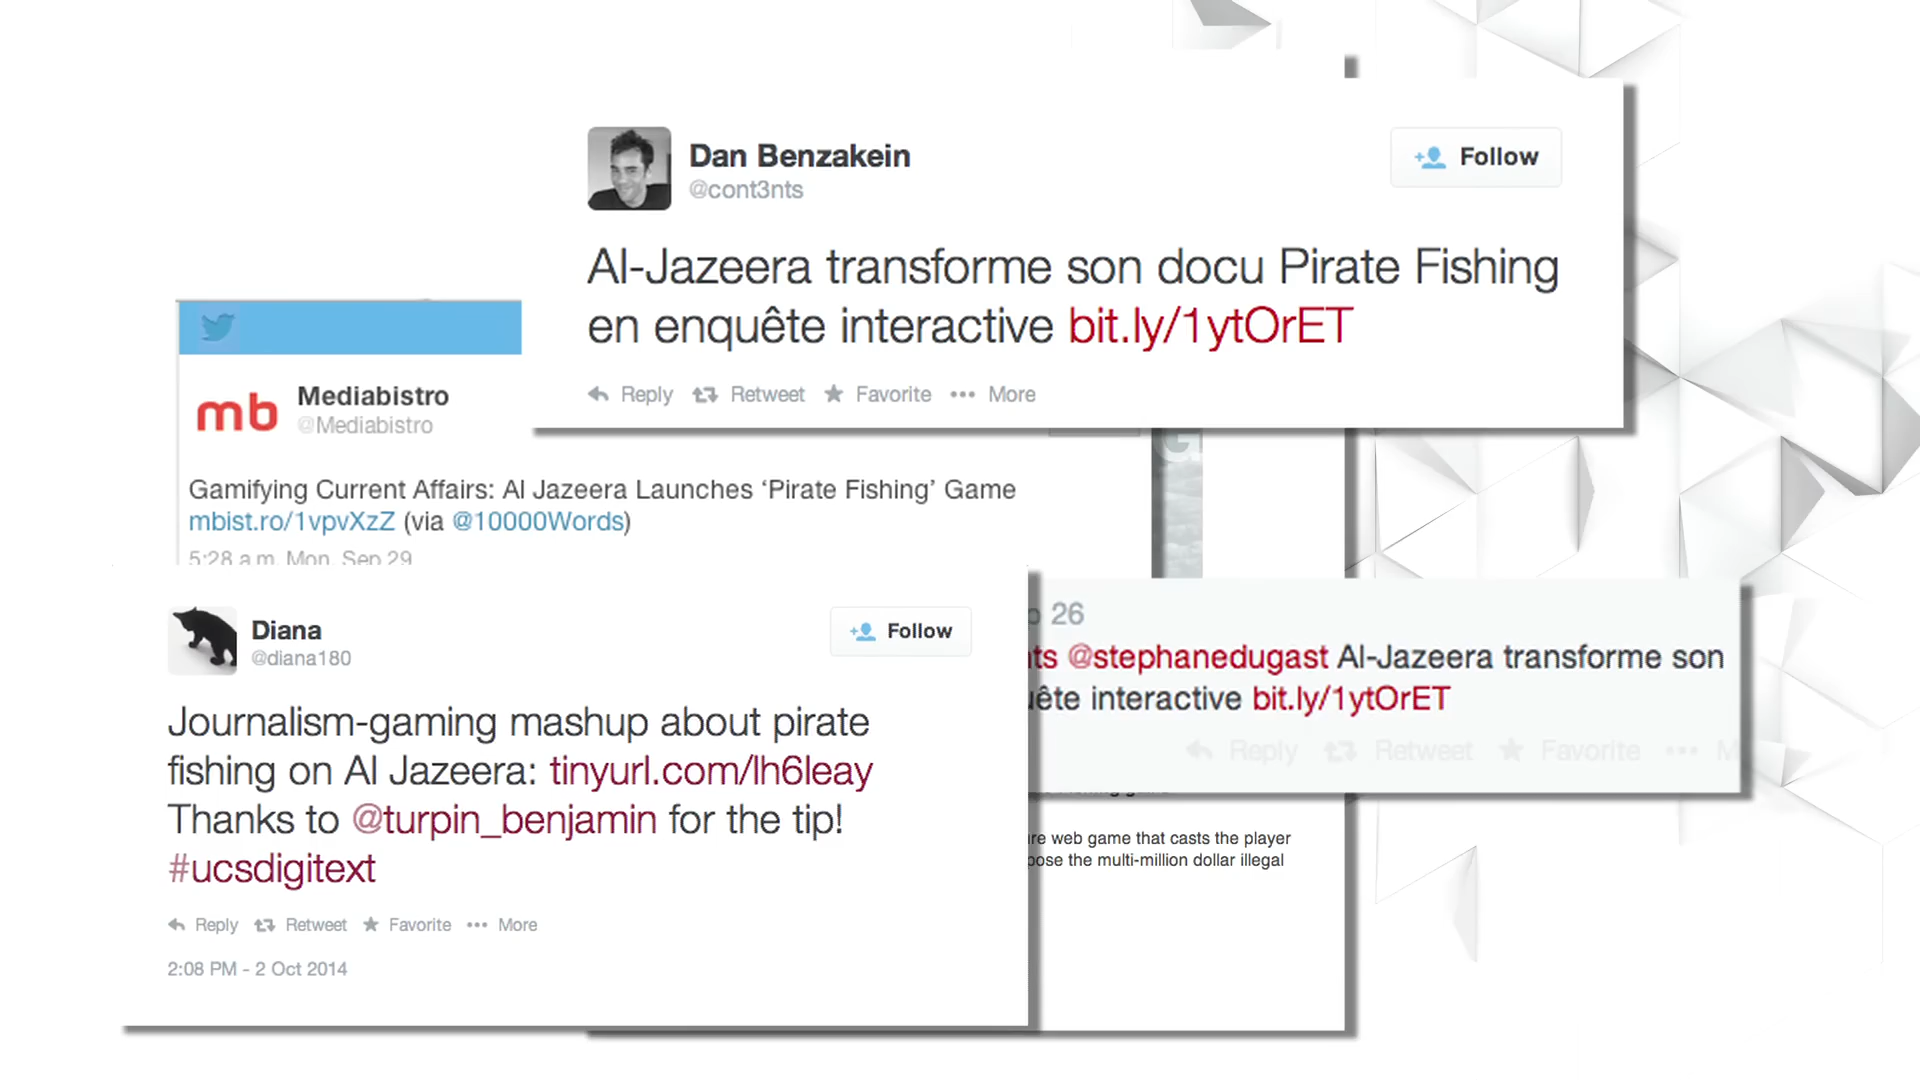 Dan Benzakein
@cont3nts
Follow
Al-Jazeera transforme son docu Pirate Fishing
en enquête interactive bit.ly/1ytOrET
Reply Retweet Favorite More
mb
Mediabistro
@Mediabistro
Gamifying Current Affairs: Al Jazeera Launches ‘Pirate Fishing’ Game
mbist.ro/1vpvXzZ (via @10000Words)
5:28 a.m. Mon, Sep 29
G
Diana
@diana180
Follow
Journalism-gaming mashup about pirate
fishing on Al Jazeera: tinyurl.com/lh6leay
Thanks to @turpin_benjamin for the tip!
#ucsdigitext
Reply Retweet Favorite More
2:08 PM - 2 Oct 2014
26
@stephanedugast Al-Jazeera transforme son
interactive bit.ly/1ytOrET
Reply Retweet Favorite
web game that casts the player
the multi-million dollar illegal